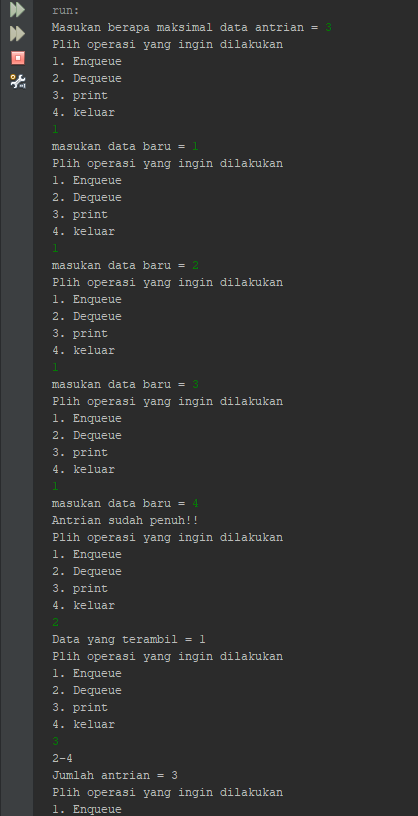 run:
Masukan berapa maksimal data antrian = 3
Plih operasi yang ingin dilakukan
1. Enqueue
2. Dequeue
3. print
4. keluar
1
masukan data baru = 1
Plih operasi yang ingin dilakukan
1. Enqueue
2. Dequeue
3. print
4. keluar
1
masukan data baru = 2
Plih operasi yang ingin dilakukan
1. Enqueue
2. Dequeue
3. print
4. keluar
1
masukan data baru = 3
Plih operasi yang ingin dilakukan
1. Enqueue
2. Dequeue
3. print
4. keluar
1
masukan data baru = 4
Antrian sudah penuh!!
Plih operasi yang ingin dilakukan
1. Enqueue
2. Dequeue
3. print
4. keluar
2
Data yang terambil = 1
Plih operasi yang ingin dilakukan
1. Enqueue
2. Dequeue
3. print
4. keluar
3
2-4
Jumlah antrian = 3
Plih operasi yang ingin dilakukan
1. Enqueue